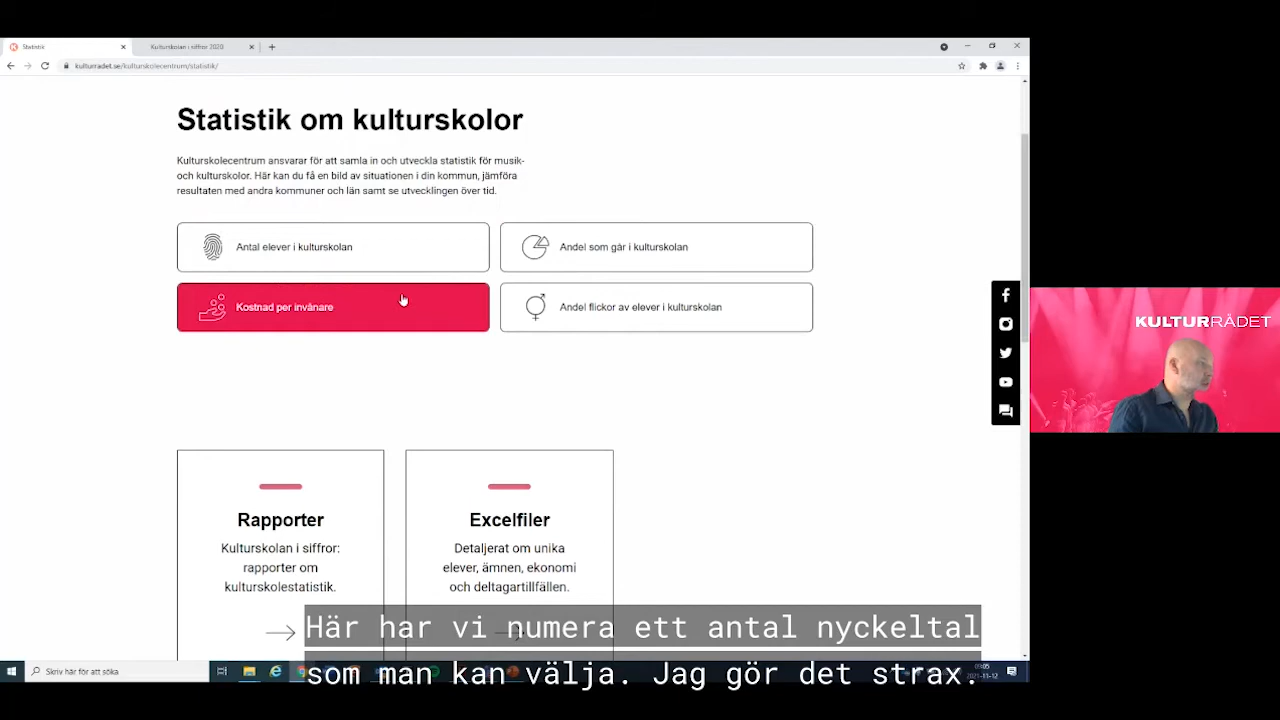 Statistik
Kulturskolan i siffror 2020
kulturradet.se/kulturskolecentrum/statistik/
Statistik om kulturskolor
Kulturskolecentrum ansvarar för att samla in och utveckla statistik för musik-
och kulturskolor. Här kan du få en bild av situationen i din kommun, jämföra
resultaten med andra kommuner och län samt se utvecklingen över tid.
Antal elever i kulturskolan
Andel som går i kulturskolan
Kostnad per invånare
Andel flickor av elever i kulturskolan
KULTURRÅDET
Rapporter
Kulturskolan i siffror:
rapporter om
kulturskolestatistik.
Excelfiler
Detaljerat om unika
elever, ämnen, ekonomi
och deltagartillfällen.
Här har vi numera ett antal nyckeltal
som man kan välja. Jag gör det strax.
Skriv här för att söka
09:05
2021-11-12